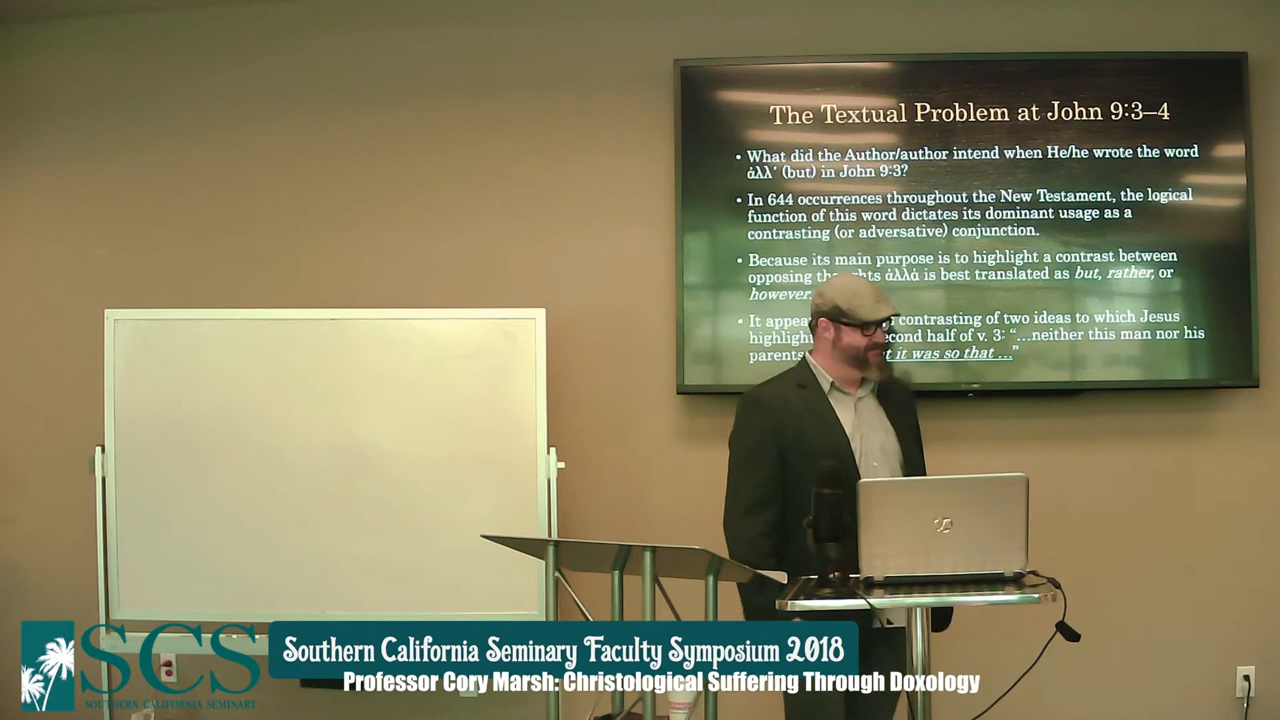 The Textual Problem at John 9:3–4
• What did the Author/author intend when He/he wrote the word
ἀλλ᾽ (but) in John 9:3?
• In 644 occurrences throughout the New Testament, the logical
function of this word dictates its dominant usage as a
contrasting (or adversative) conjunction.
• Because its main purpose is to highlight a contrast between
opposing ἀλλά is best translated as but, rather, or
however.
• It contrasting of two ideas to which Jesus
half of v. 3: “…neither this man nor his
parents it was so that …”
SCS
SOUTHERN CALIFORNIA SEMINARY
Southern California Seminary Faculty Symposium 2018
Professor Cory Marsh: Christological Suffering Through Doxology